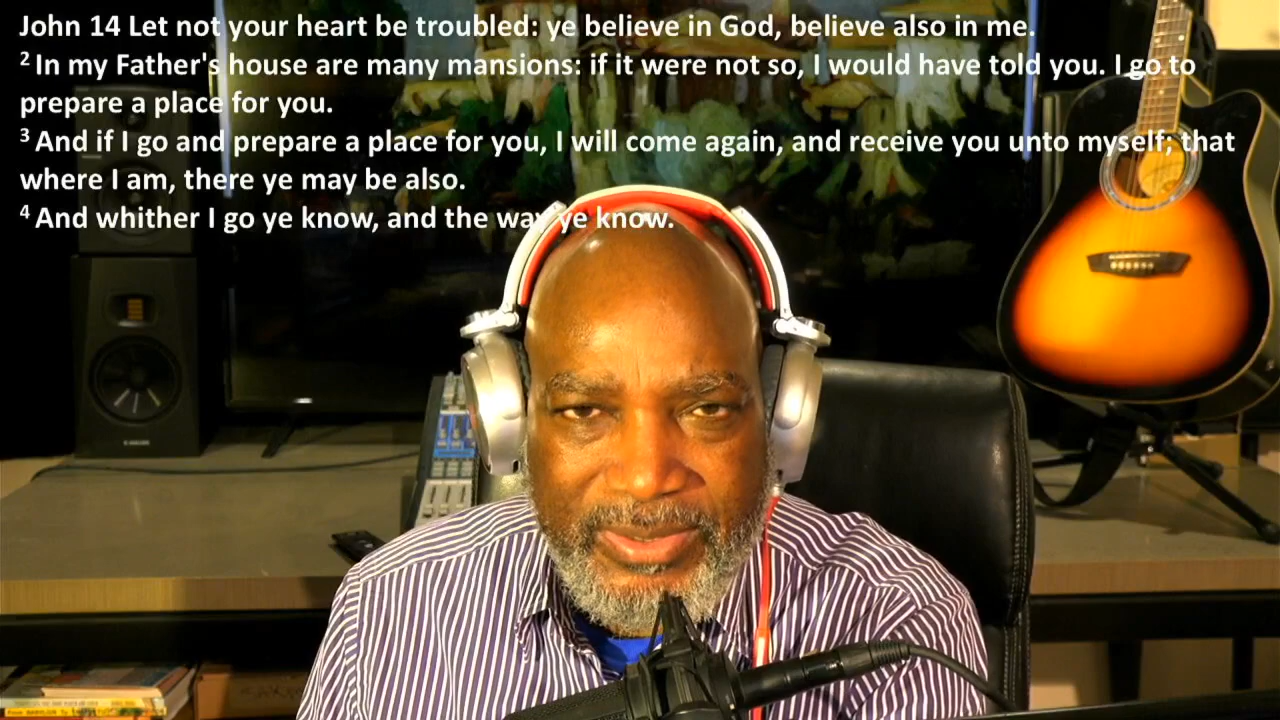 John 14 Let not your heart be troubled: ye believe in God, believe also in me.
2 In my Father's house are many mansions: if it were not so, I would have told you. I go to
prepare a place for you.
3 And if I go and prepare a place for you, I will come again, and receive you unto myself; that
where I am, there ye may be also.
4 And whither I go ye know, and the way ye know.